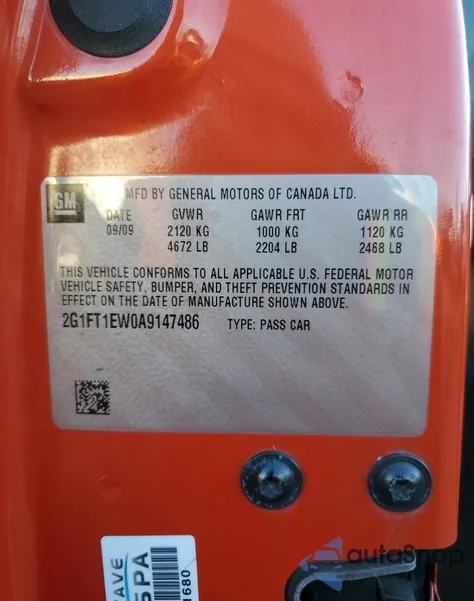 GM
MFD BY GENERAL MOTORS OF CANADA LTD.
DATE GVWR GAWR FRT GAWR RR
09/09 2120 KG 1000 KG 1120 KG
4672 LB 2204 LB 2468 LB
THIS VEHICLE CONFORMS TO ALL APPLICABLE U.S. FEDERAL MOTOR
VEHICLE SAFETY, BUMPER, AND THEFT PREVENTION STANDARDS IN
EFFECT ON THE DATE OF MANUFACTURE SHOWN ABOVE.
2G1FT1EW0A9147486 TYPE: PASS CAR
autoSnap